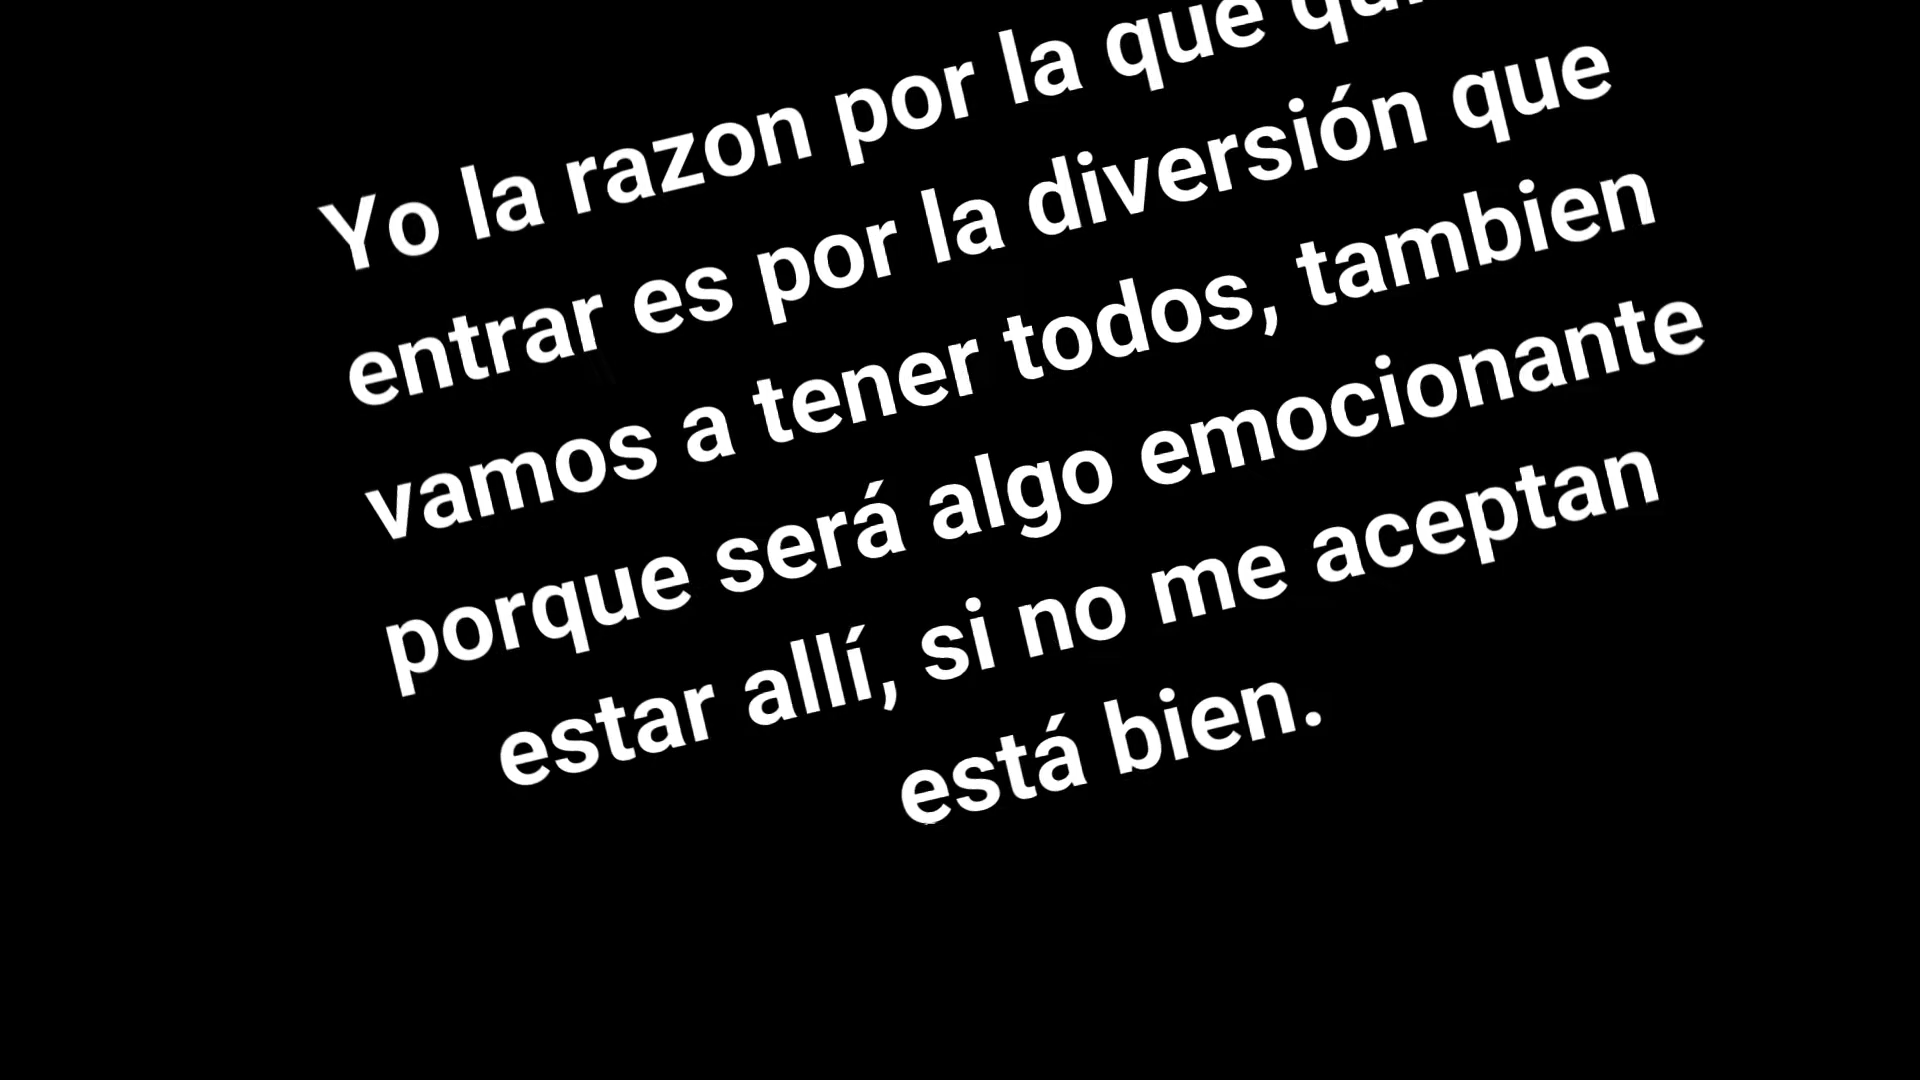 Yo la razon por la que
entrar es por la diversión que
vamos a tener todos, tambien
porque será algo emocionante
estar allí, si no me aceptan
está bien.